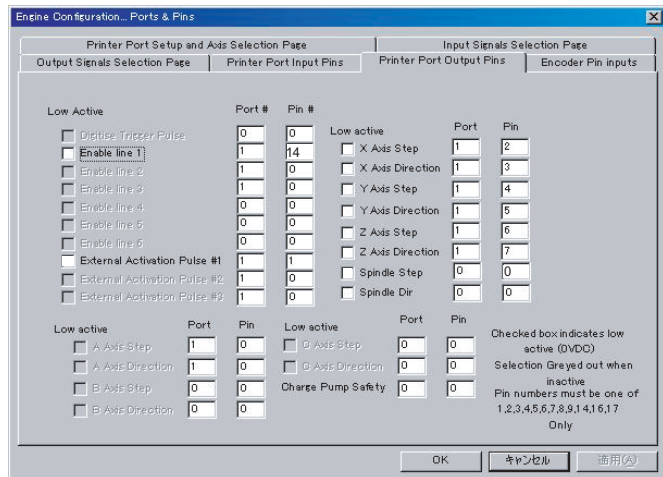 Engine Configuration... Ports & Pins
Printer Port Setup and Axis Selection Page
Input Signals Selection Page
Output Signals Selection Page
Printer Port Input Pins
Printer Port Output Pins
Encoder Pin inputs
Low Active Port # Pin #
Digitise Trigger Pulse 0 0
Enable line 1 1 14
Enable line 2 1 0
Enable line 3 1 0
Enable line 4 0 0
Enable line 5 0 0
Enable line 6 0 0
External Activation Pulse #1 1 1
External Activation Pulse #2 1 0
External Activation Pulse #3 1 0
Low active Port Pin
X Axis Step 1 2
X Axis Direction 1 3
Y Axis Step 1 4
Y Axis Direction 1 5
Z Axis Step 1 6
Z Axis Direction 1 7
Spindle Step 0 0
Spindle Dir 0 0
Low active Port Pin
A Axis Step 1 0
A Axis Direction 1 0
B Axis Step 0 0
B Axis Direction 0 0
Low active Port Pin
C Axis Step 0 0
C Axis Direction 0 0
Charge Pump Safety 0 0
Checked box indicates low
active (0VDC)
Selection Greyed out when
inactive
Pin numbers must be one of
1,2,3,4,5,6,7,8,9,14,16,17
Only
OK
キャンセル
適用(A)